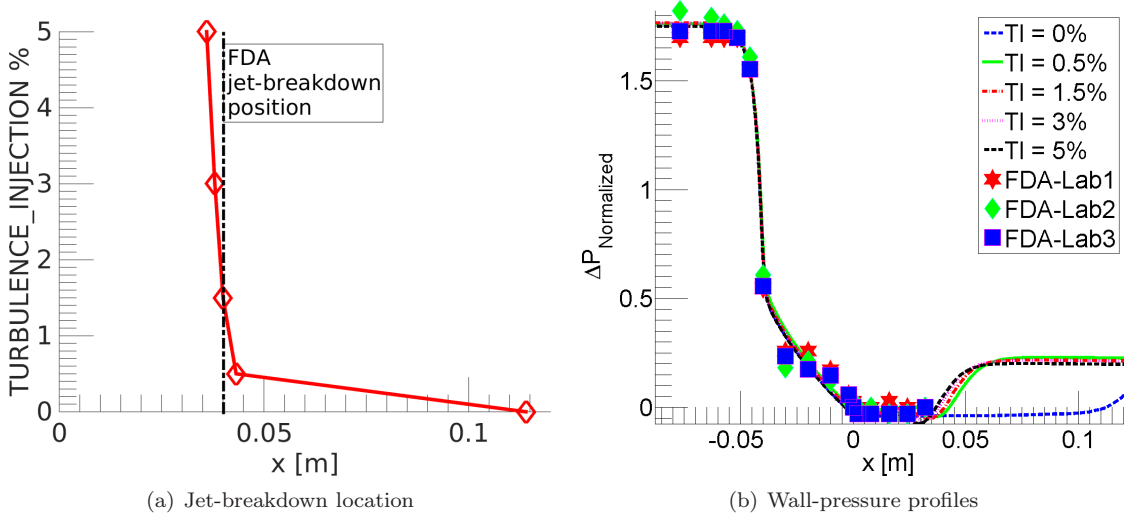 TURBULENCE_INJECTION %
5
4
3
2
1
0
FDA
jet-breakdown
position
0 0.05 0.1
x [m]
(a) Jet-breakdown location
ΔP Normalized
1.5
1
0.5
0
TI = 0%
TI = 0.5%
TI = 1.5%
TI = 3%
TI = 5%
FDA-Lab1
FDA-Lab2
FDA-Lab3
-0.05 0 0.05 0.1
x [m]
(b) Wall-pressure profiles